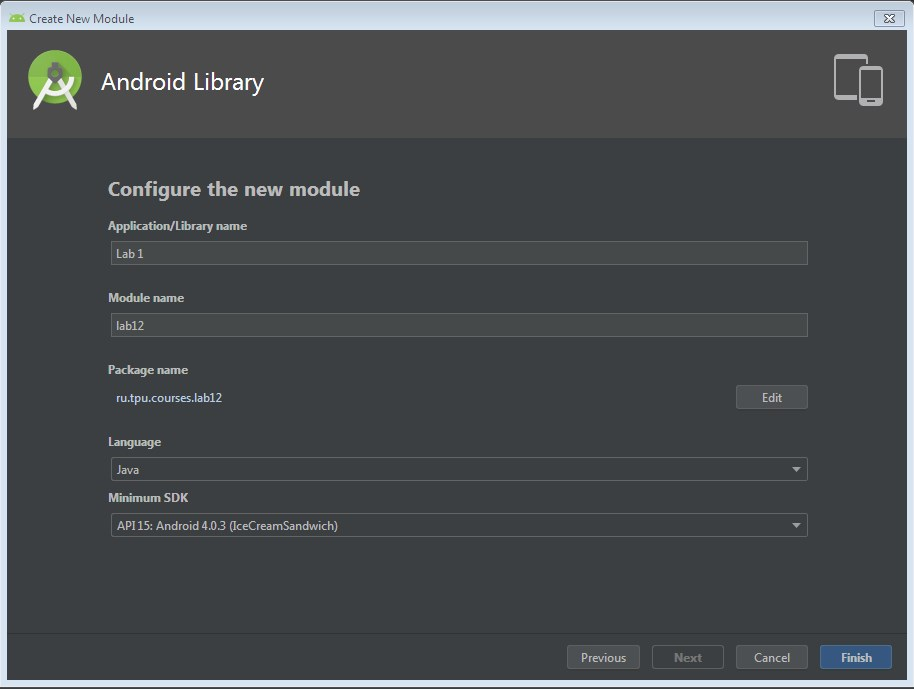 Create New Module
Android Library
Configure the new module
Application/Library name
Lab 1
Module name
lab12
Package name
ru.tpu.courses.lab12
Edit
Language
Java
Minimum SDK
API 15: Android 4.0.3 (IceCreamSandwich)
Previous
Next
Cancel
Finish